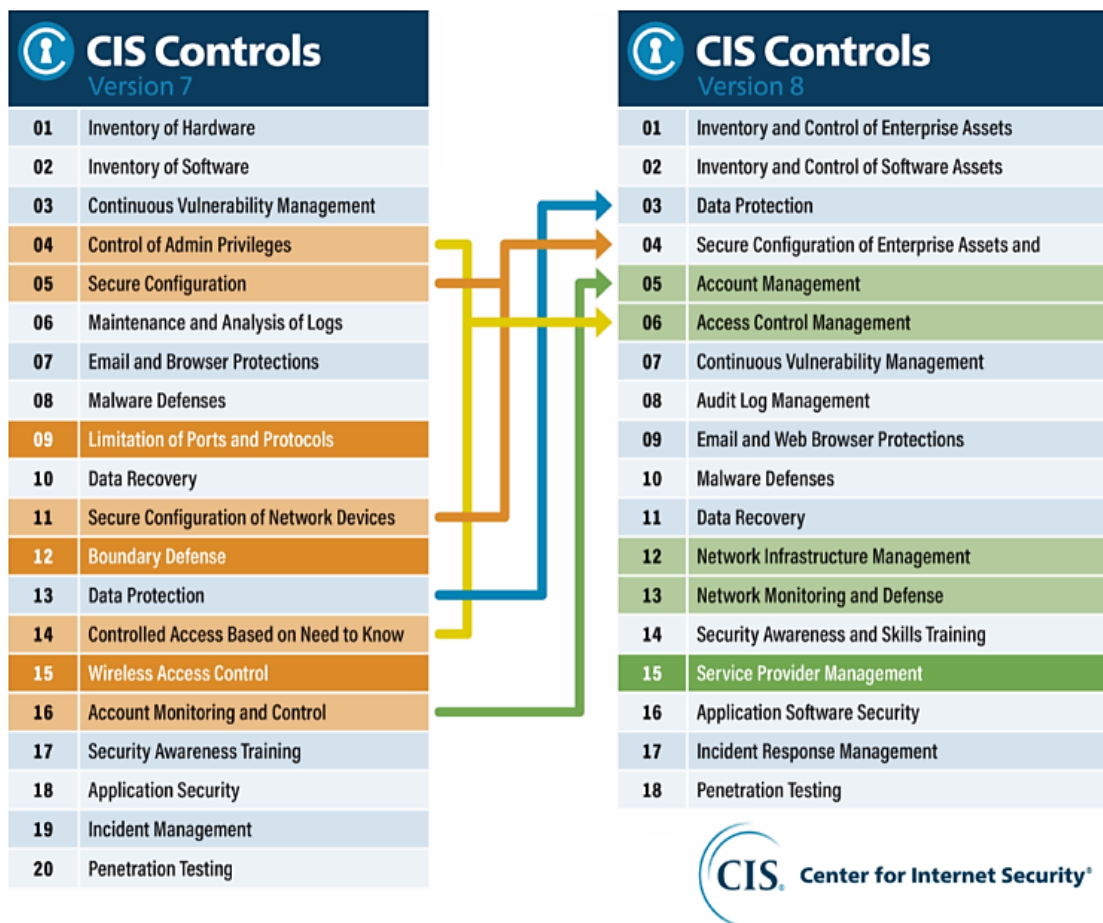 CIS Controls
Version 7
01 Inventory of Hardware
02 Inventory of Software
03 Continuous Vulnerability Management
04 Control of Admin Privileges
05 Secure Configuration
06 Maintenance and Analysis of Logs
07 Email and Browser Protections
08 Malware Defenses
09 Limitation of Ports and Protocols
10 Data Recovery
11 Secure Configuration of Network Devices
12 Boundary Defense
13 Data Protection
14 Controlled Access Based on Need to Know
15 Wireless Access Control
16 Account Monitoring and Control
17 Security Awareness Training
18 Application Security
19 Incident Management
20 Penetration Testing
CIS Controls
Version 8
01 Inventory and Control of Enterprise Assets
02 Inventory and Control of Software Assets
03 Data Protection
04 Secure Configuration of Enterprise Assets and
05 Account Management
06 Access Control Management
07 Continuous Vulnerability Management
08 Audit Log Management
09 Email and Web Browser Protections
10 Malware Defenses
11 Data Recovery
12 Network Infrastructure Management
13 Network Monitoring and Defense
14 Security Awareness and Skills Training
15 Service Provider Management
16 Application Software Security
17 Incident Response Management
18 Penetration Testing
CIS. Center for Internet Security®